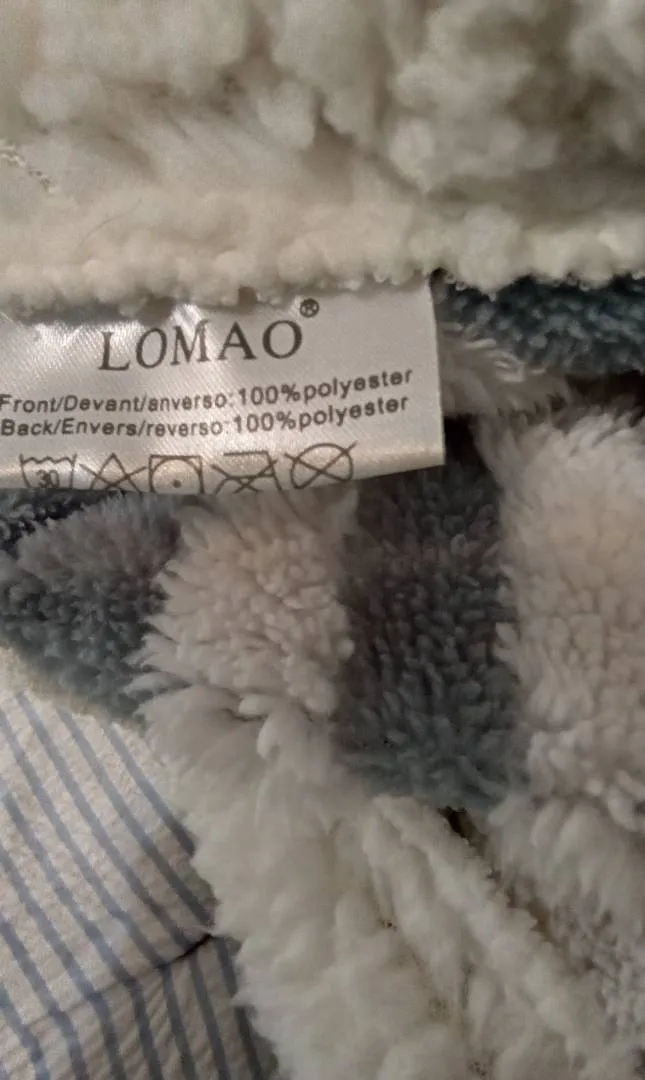 LOMAO®
Front/Devant/anverso:100%polyester
Back/Envers/reverso:100%polyester
30